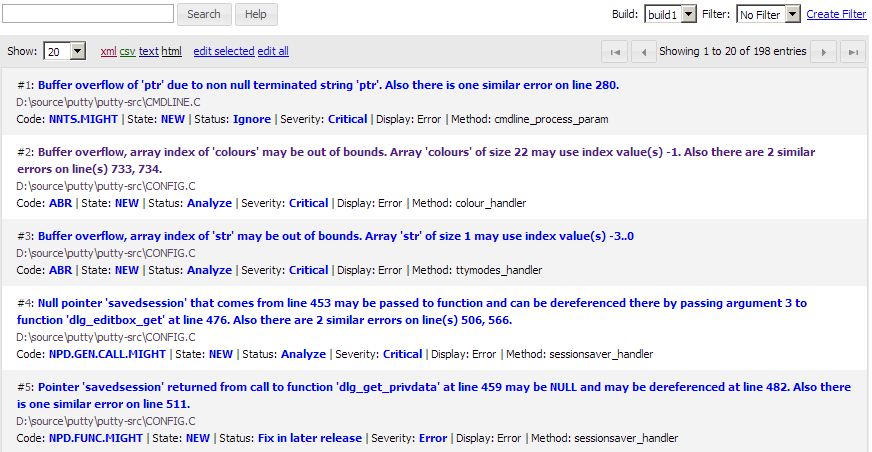 Search Help Build: build1 Filter: No Filter Create Filter
Show: 20 xml csv text html edit selected edit all Showing 1 to 20 of 198 entries
#1: Buffer overflow of 'ptr' due to non null terminated string 'ptr'. Also there is one similar error on line 280.
D:\source\putty\putty-src\CMDLINE.C
Code: NNTS.MIGHT | State: NEW | Status: Ignore | Severity: Critical | Display: Error | Method: cmdline_process_param
#2: Buffer overflow, array index of 'colours' may be out of bounds. Array 'colours' of size 22 may use index value(s) -1. Also there are 2 similar
errors on line(s) 733, 734.
D:\source\putty\putty-src\CONFIG.C
Code: ABR | State: NEW | Status: Analyze | Severity: Critical | Display: Error | Method: colour_handler
#3: Buffer overflow, array index of 'str' may be out of bounds. Array 'str' of size 1 may use index value(s) -3..0
D:\source\putty\putty-src\CONFIG.C
Code: ABR | State: NEW | Status: Analyze | Severity: Critical | Display: Error | Method: ttymodes_handler
#4: Null pointer 'savedsession' that comes from line 453 may be passed to function and can be dereferenced there by passing argument 3 to
function 'dlg_editbox_get' at line 476. Also there are 2 similar errors on line(s) 506, 566.
D:\source\putty\putty-src\CONFIG.C
Code: NPD.GEN.CALL.MIGHT | State: NEW | Status: Analyze | Severity: Critical | Display: Error | Method: sessionsaver_handler
#5: Pointer 'savedsession' returned from call to function 'dlg_get_privdata' at line 459 may be NULL and may be dereferenced at line 482. Also there
is one similar error on line 511.
D:\source\putty\putty-src\CONFIG.C
Code: NPD.FUNC.MIGHT | State: NEW | Status: Fix in later release | Severity: Error | Display: Error | Method: sessionsaver_handler